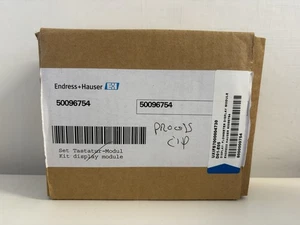 Endress+Hauser
50096754
50096754
process
CIP
Set Tastatur-Modul
Kit display module